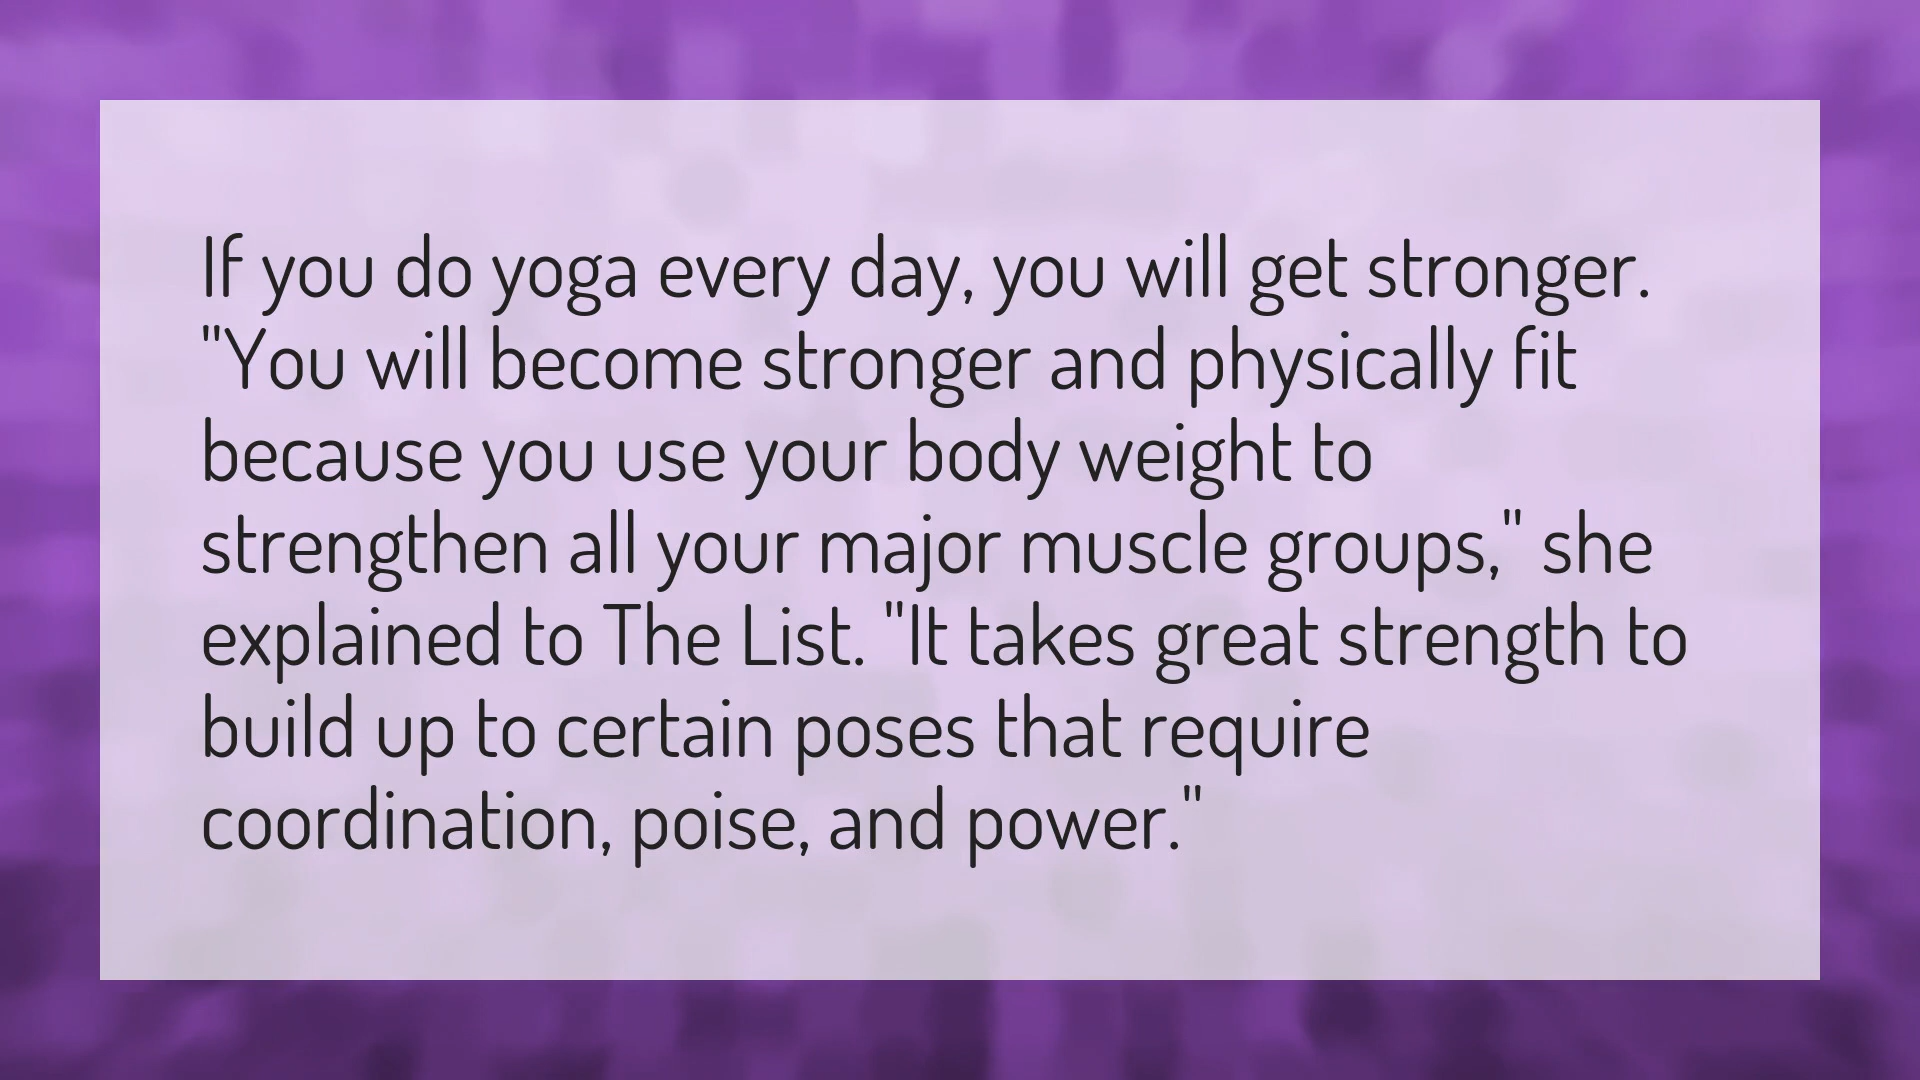 If you do yoga every day, you will get stronger.
"You will become stronger and physically fit
because you use your body weight to
strengthen all your major muscle groups," she
explained to The List. "It takes great strength to
build up to certain poses that require
coordination, poise, and power."